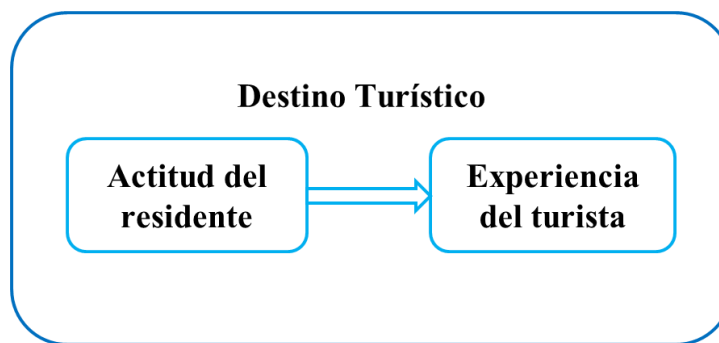 Destino Turístico
Actitud del
residente
Experiencia
del turista